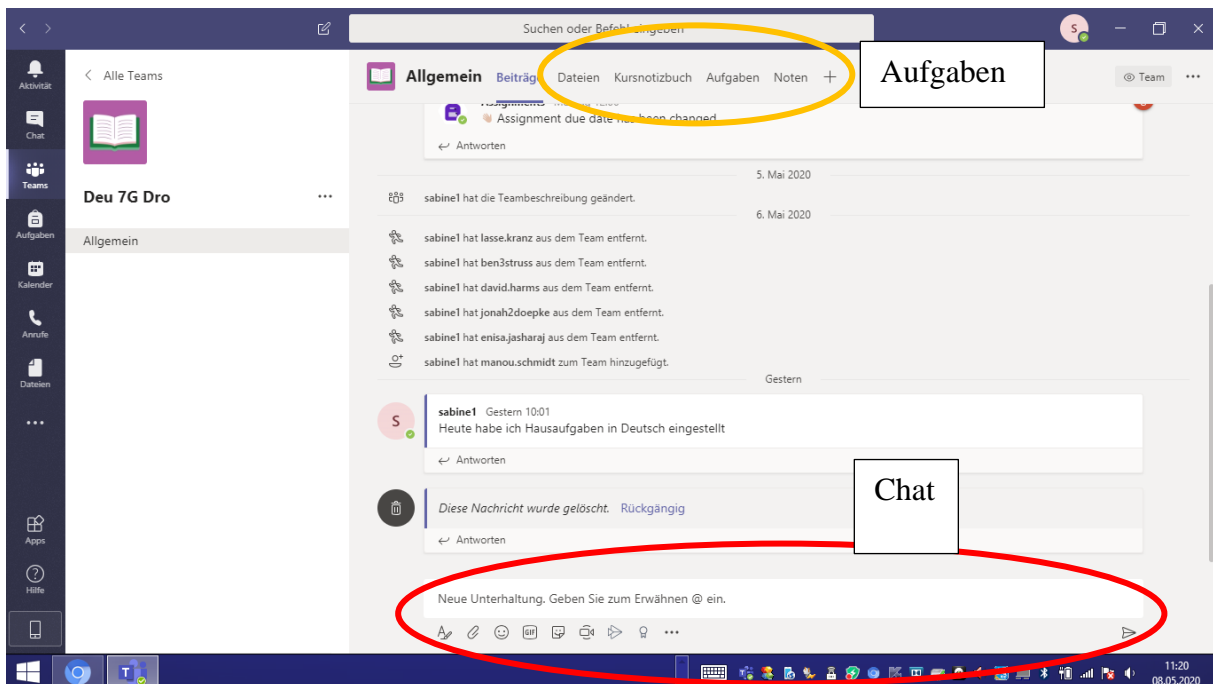 Suchen oder Befehl eingeben
S
Aktivität
Chat
Teams
Aufgaben
Kalender
Anrufe
Dateien
Apps
Hilfe
Alle Teams
Deu 7G Dro
Allgemein
Allgemein Beiträge Dateien Kursnotizbuch Aufgaben Noten +
Aufgaben
Team
Assignment due date has been changed
Antworten
5. Mai 2020
sabine1 hat die Teambeschreibung geändert.
6. Mai 2020
sabine1 hat lasse.kranz aus dem Team entfernt.
sabine1 hat ben3struss aus dem Team entfernt.
sabine1 hat david.harms aus dem Team entfernt.
sabine1 hat jonah2doepke aus dem Team entfernt.
sabine1 hat enisa.jasharaj aus dem Team entfernt.
sabine1 hat manou.schmidt zum Team hinzugefügt.
Gestern
S
sabine1 Gestern 10:01
Heute habe ich Hausaufgaben in Deutsch eingestellt
Antworten
Chat
Diese Nachricht wurde gelöscht. Rückgängig
Antworten
Neue Unterhaltung. Geben Sie zum Erwähnen @ ein.
GIF
11:20
08.05.2020